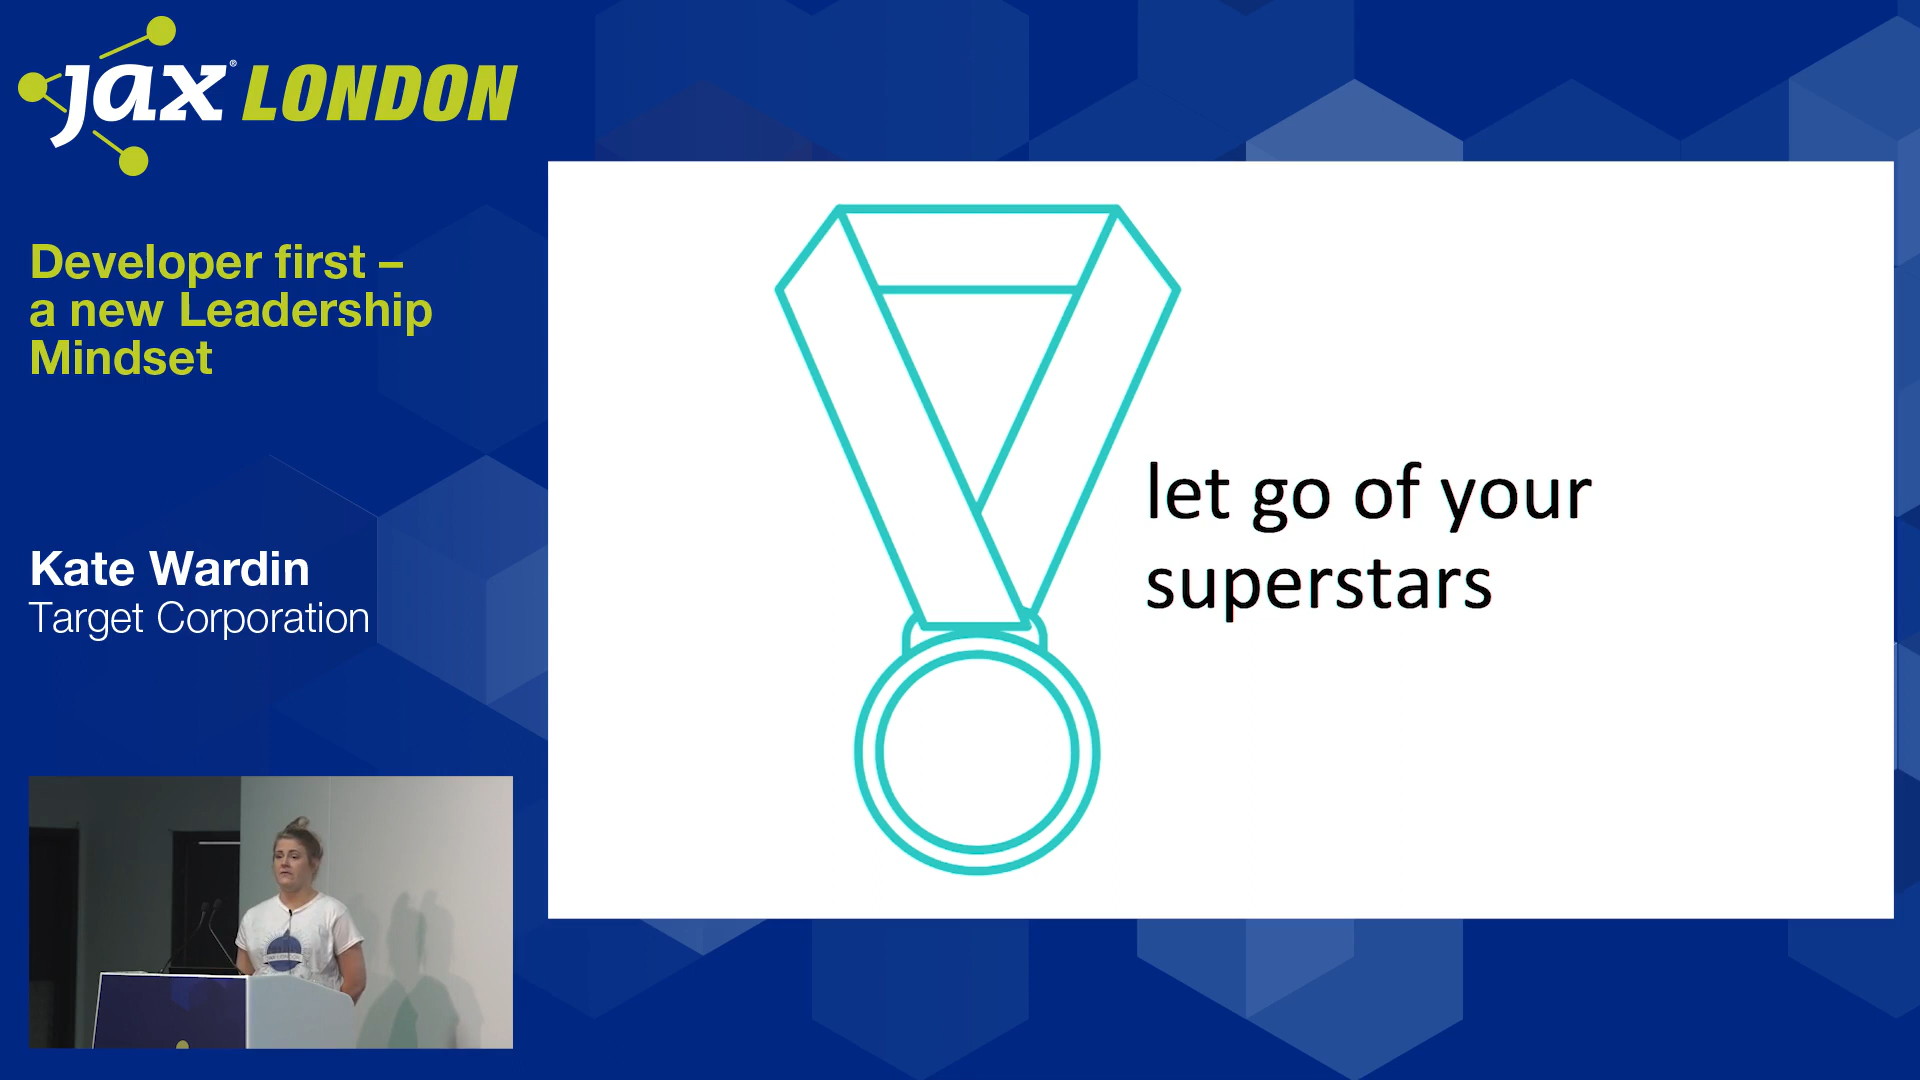 jax® LONDON
Developer first –
a new Leadership
Mindset
Kate Wardin
Target Corporation
let go of your
superstars